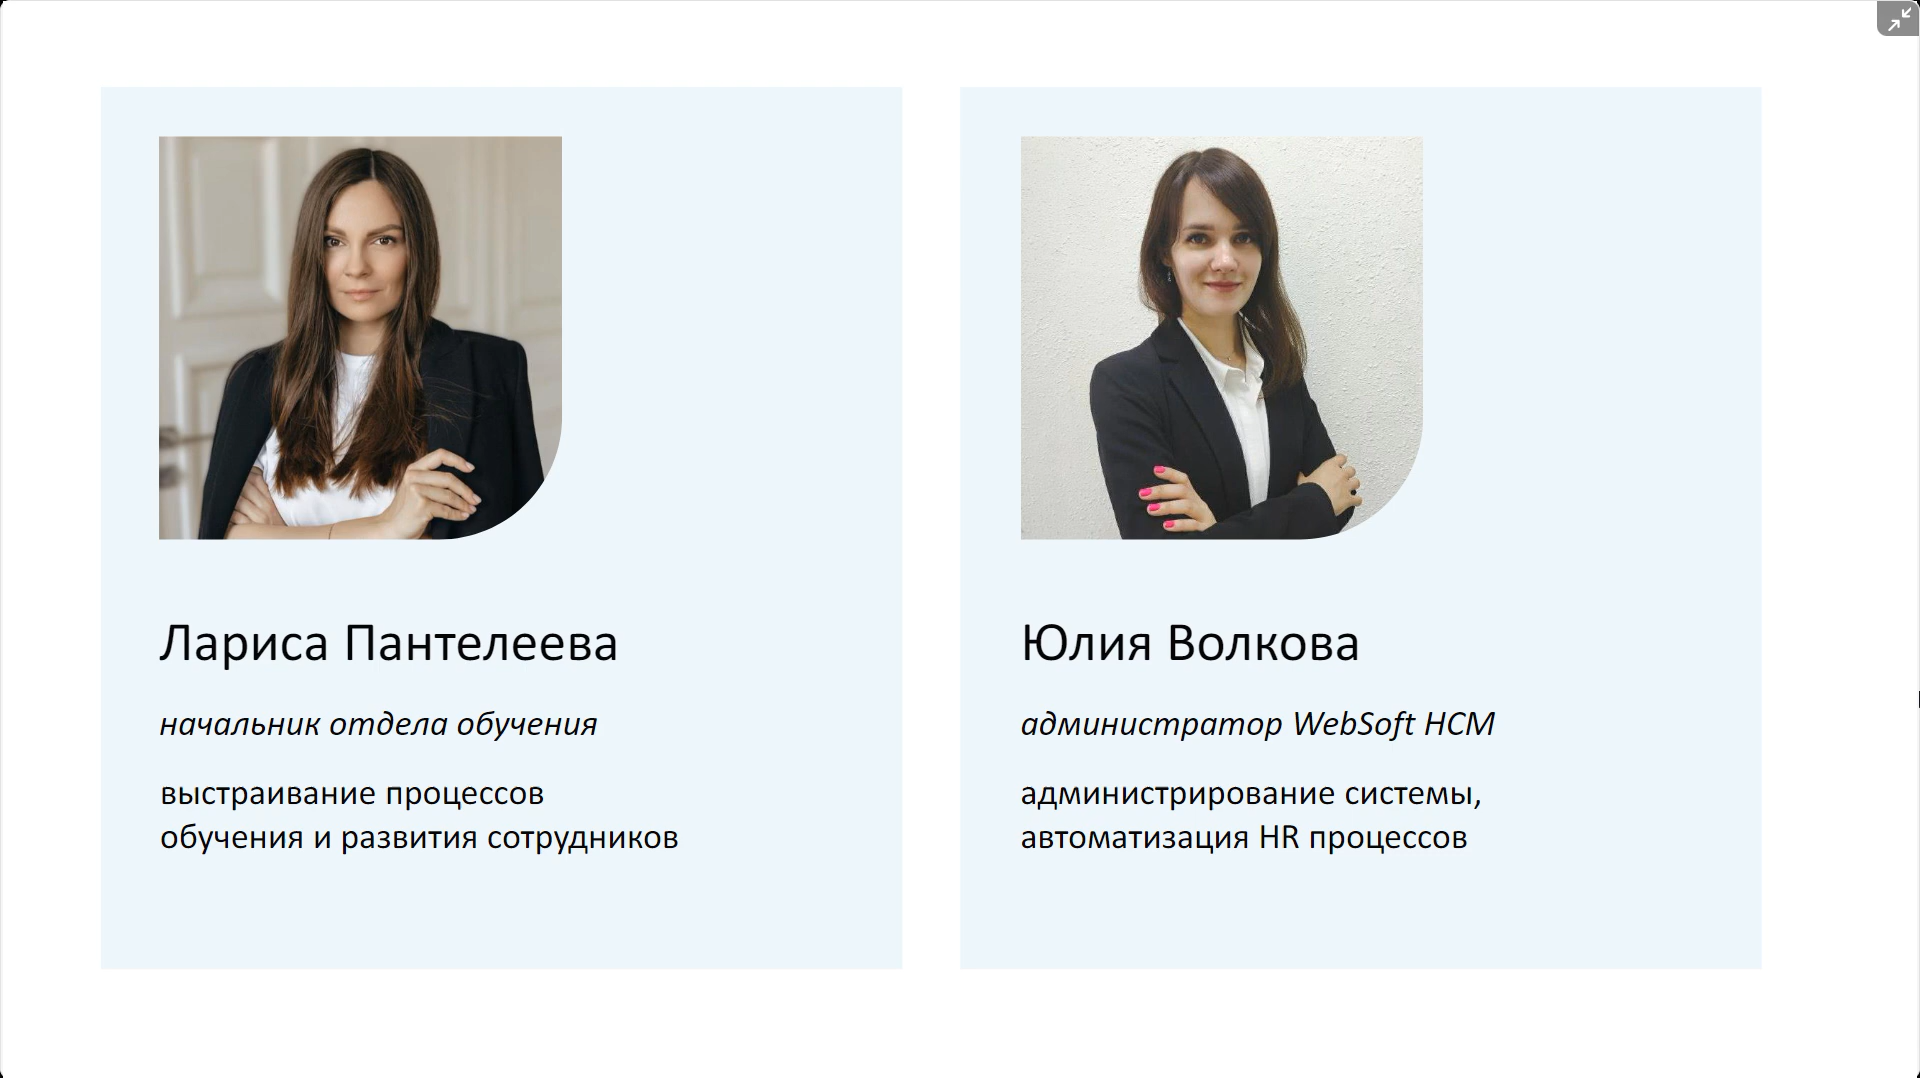 Лариса Пантелеева
начальник отдела обучения
выстраивание процессов
обучения и развития сотрудников
Юлия Волкова
администратор WebSoft HCM
администрирование системы,
автоматизация HR процессов